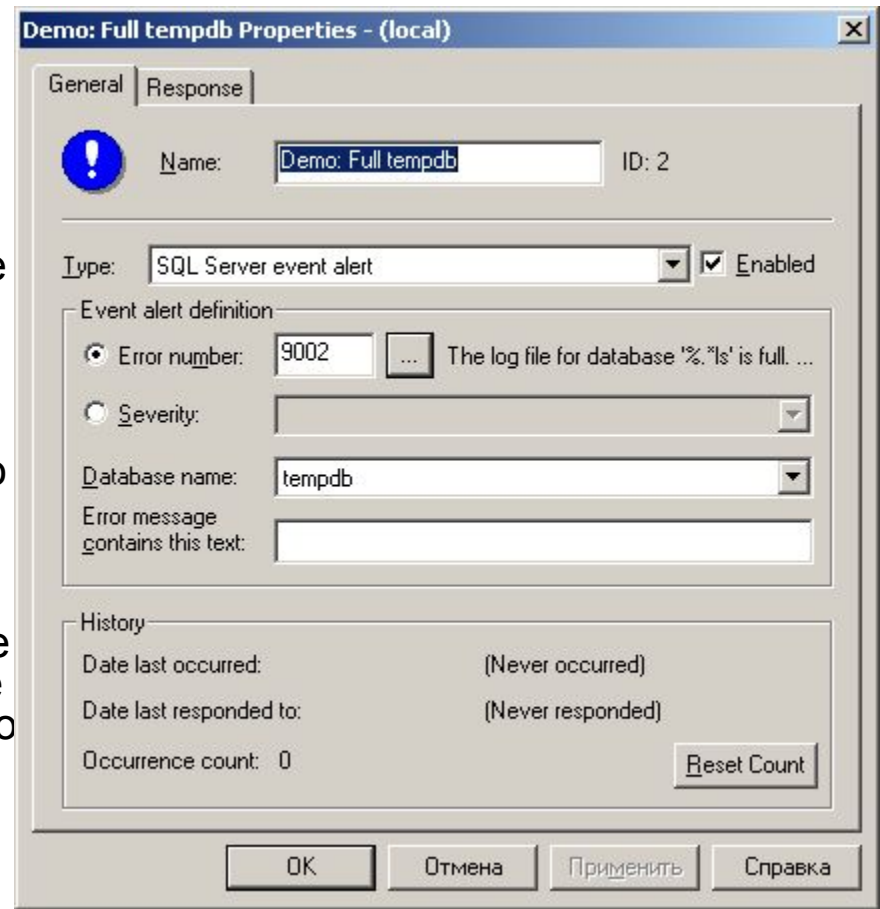 Demo: Full tempdb Properties - (local)
General Response
Name: Demo: Full tempdb ID: 2
Type: SQL Server event alert Enabled
Event alert definition
Error number: 9002 ... The log file for database '%.*ls' is full. ...
Severity:
Database name: tempdb
Error message
contains this text:
History
Date last occurred: (Never occurred)
Date last responded to: (Never responded)
Occurrence count: 0 Reset Count
OK Отмена Применить Справка